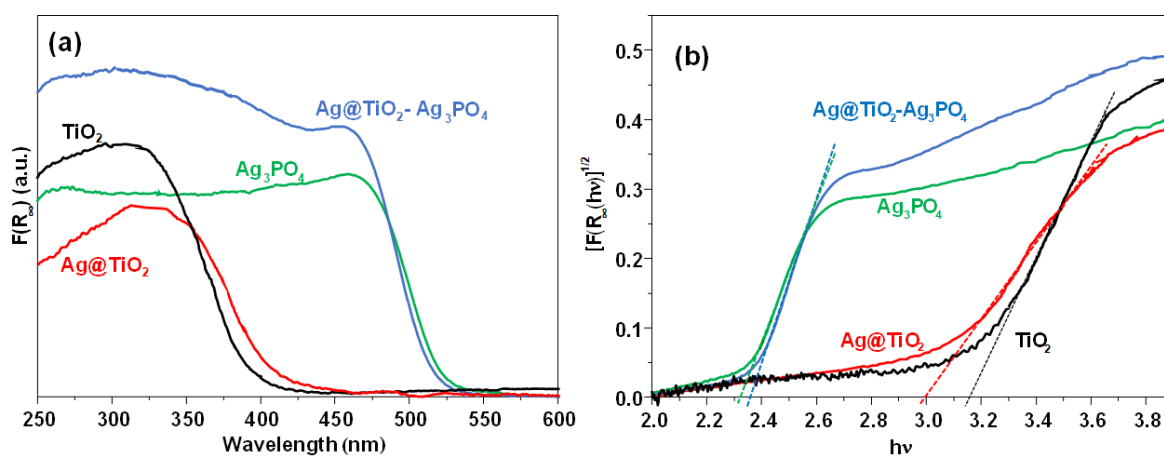 (a)
Ag@TiO₂- Ag₃PO₄
TiO₂
Ag₃PO₄
Ag@TiO₂
F(R∞) (a.u.)
250 300 350 400 450 500 550 600
Wavelength (nm)
(b)
0.5
0.4
0.3
0.2
0.1
0.0
[F(R∞(hν)]¹/²
Ag@TiO₂-Ag₃PO₄
Ag₃PO₄
Ag@TiO₂
TiO₂
2.0 2.2 2.4 2.6 2.8 3.0 3.2 3.4 3.6 3.8
hν